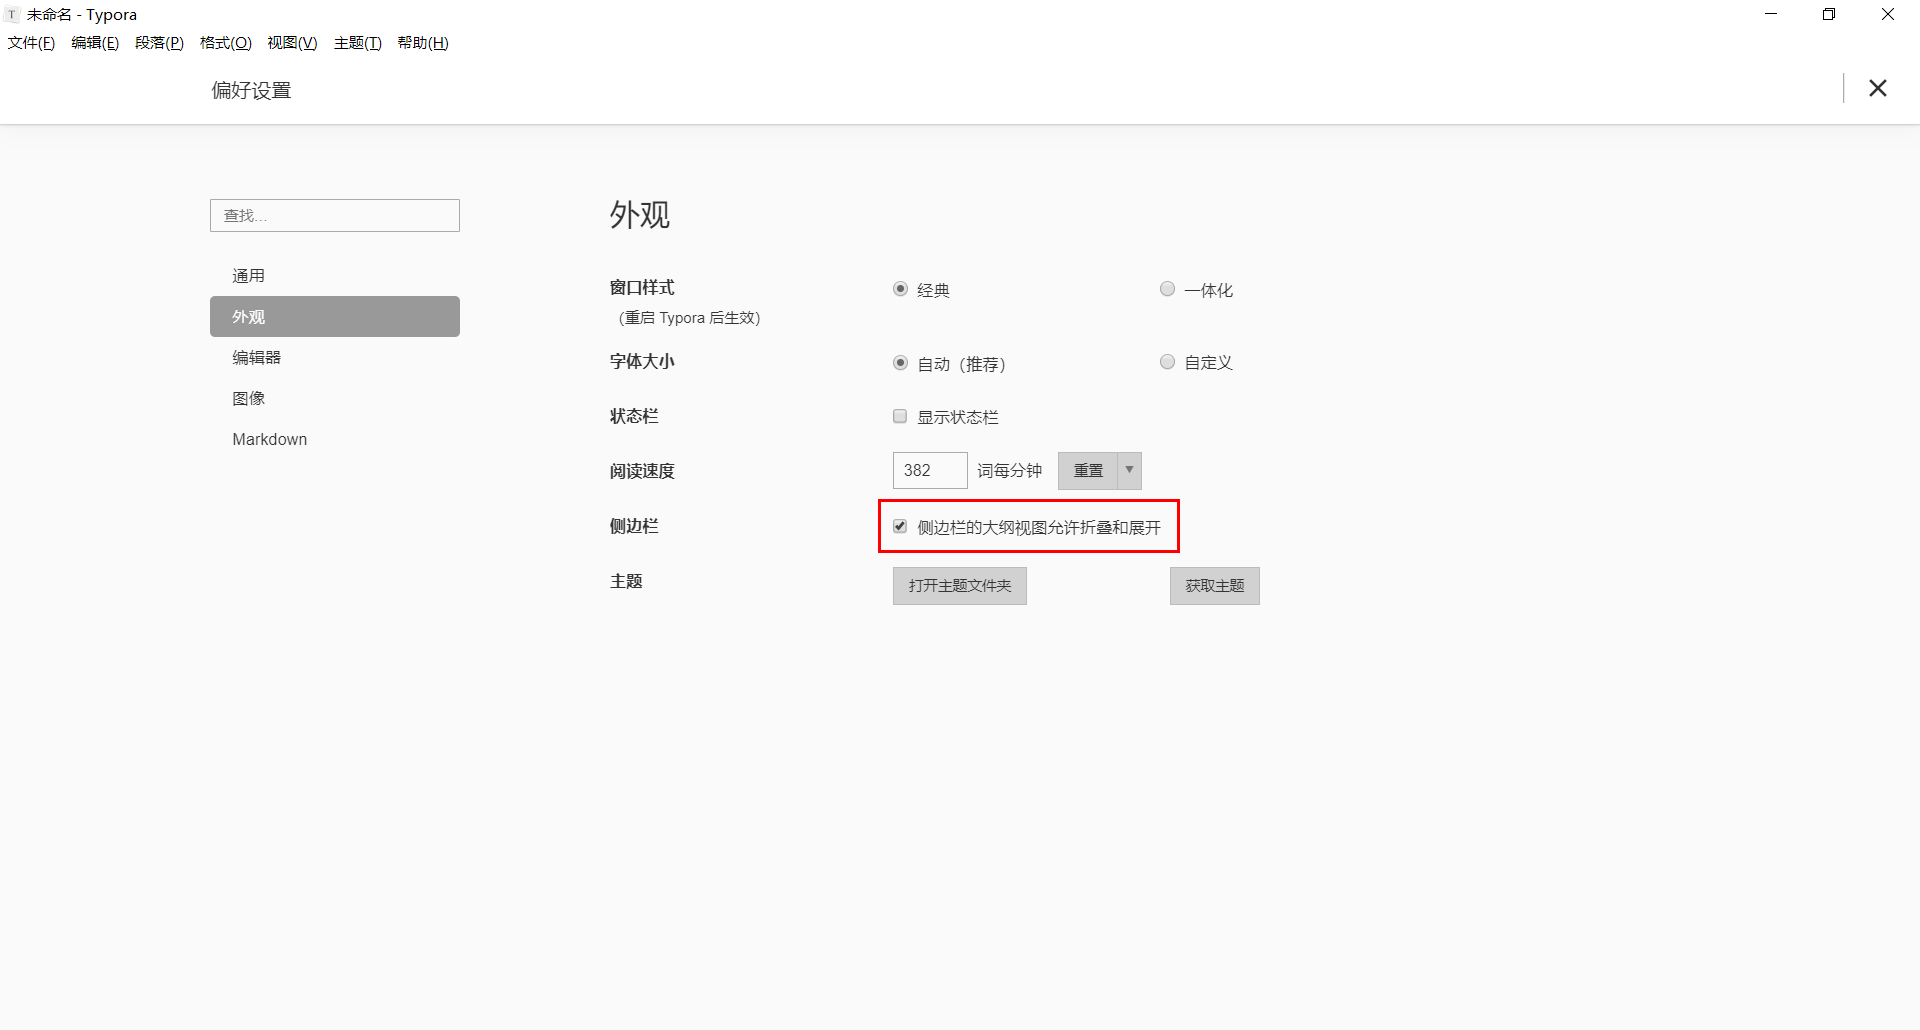 T 未命名 - Typora
文件(F) 编辑(E) 段落(P) 格式(O) 视图(V) 主题(T) 帮助(H)
偏好设置
查找...
通用
外观
编辑器
图像
Markdown
外观
窗口样式 经典 一体化
(重启 Typora 后生效)
字体大小 自动（推荐） 自定义
状态栏 显示状态栏
阅读速度 382 词每分钟 重置
侧边栏 侧边栏的大纲视图允许折叠和展开
主题 打开主题文件夹 获取主题